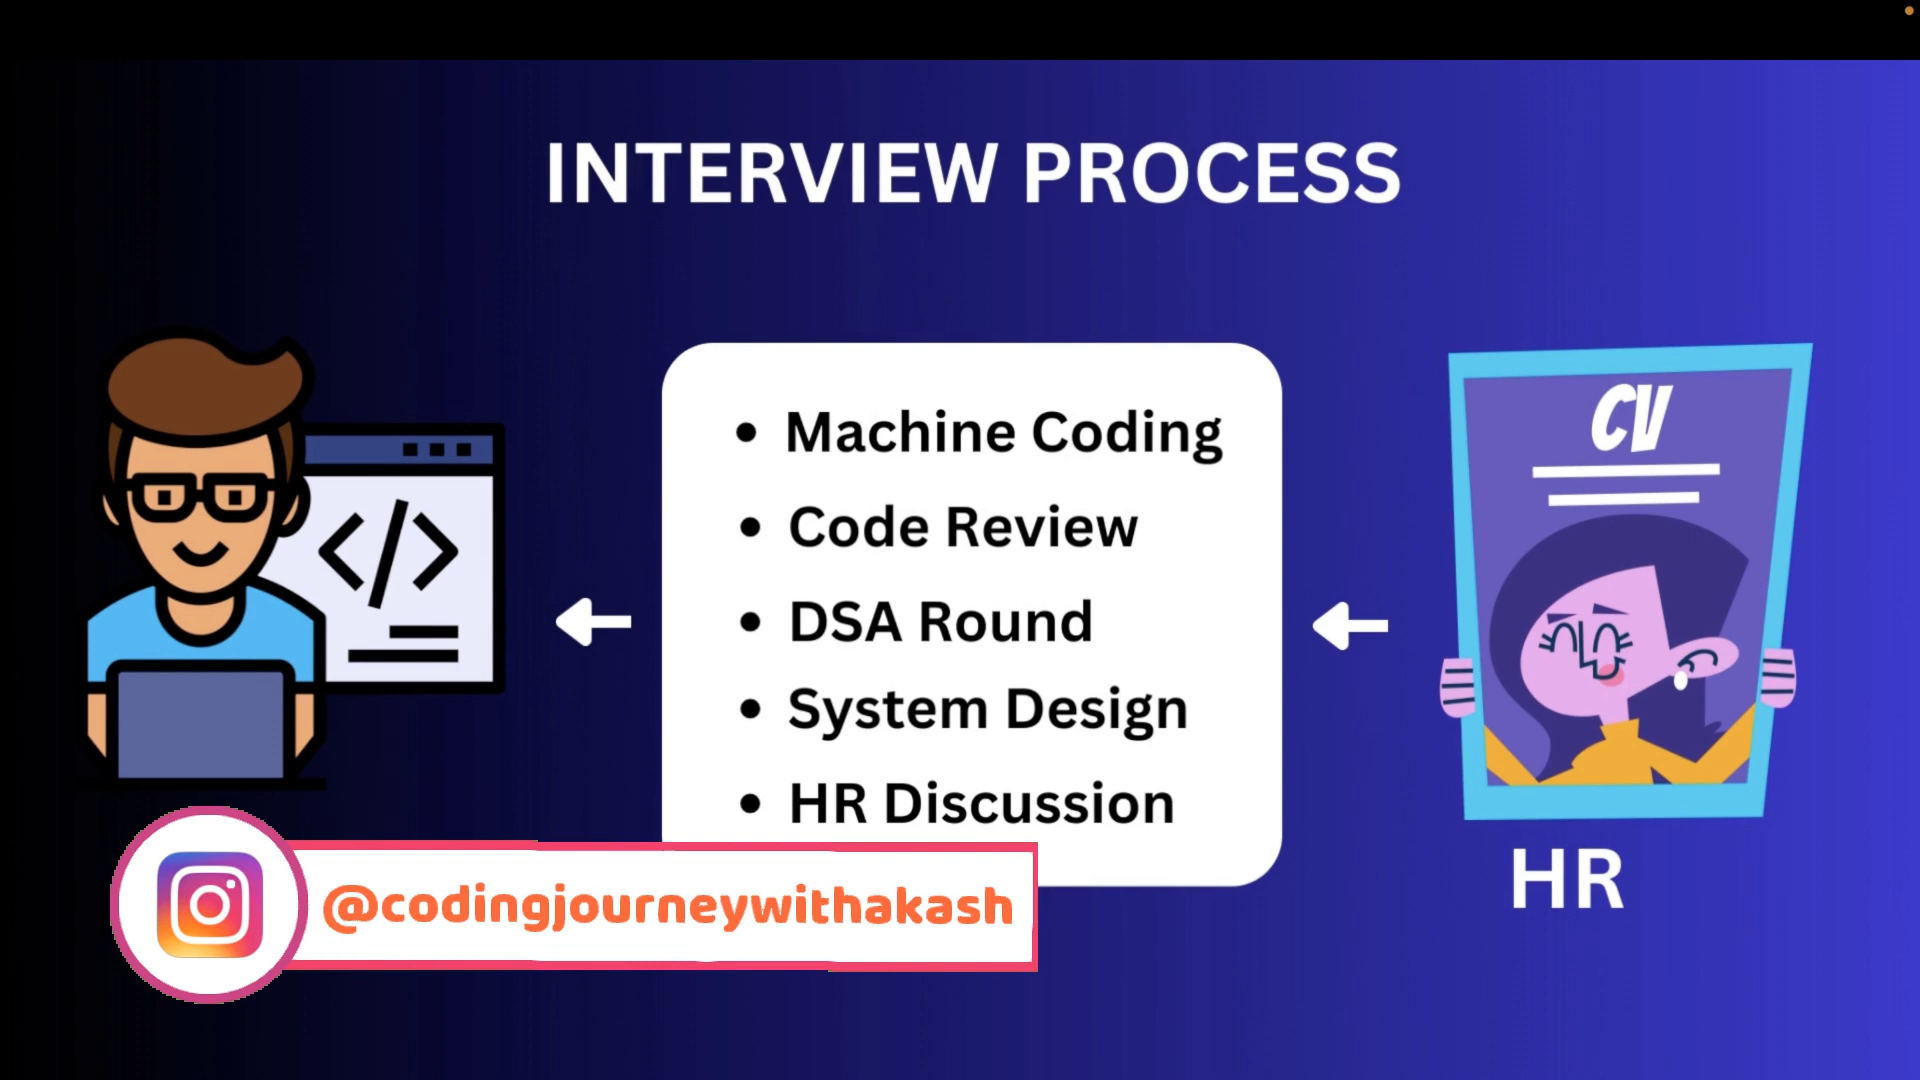 INTERVIEW PROCESS
• Machine Coding
• Code Review
• DSA Round
• System Design
• HR Discussion
CV
HR
</>
@codingjourneywithakash